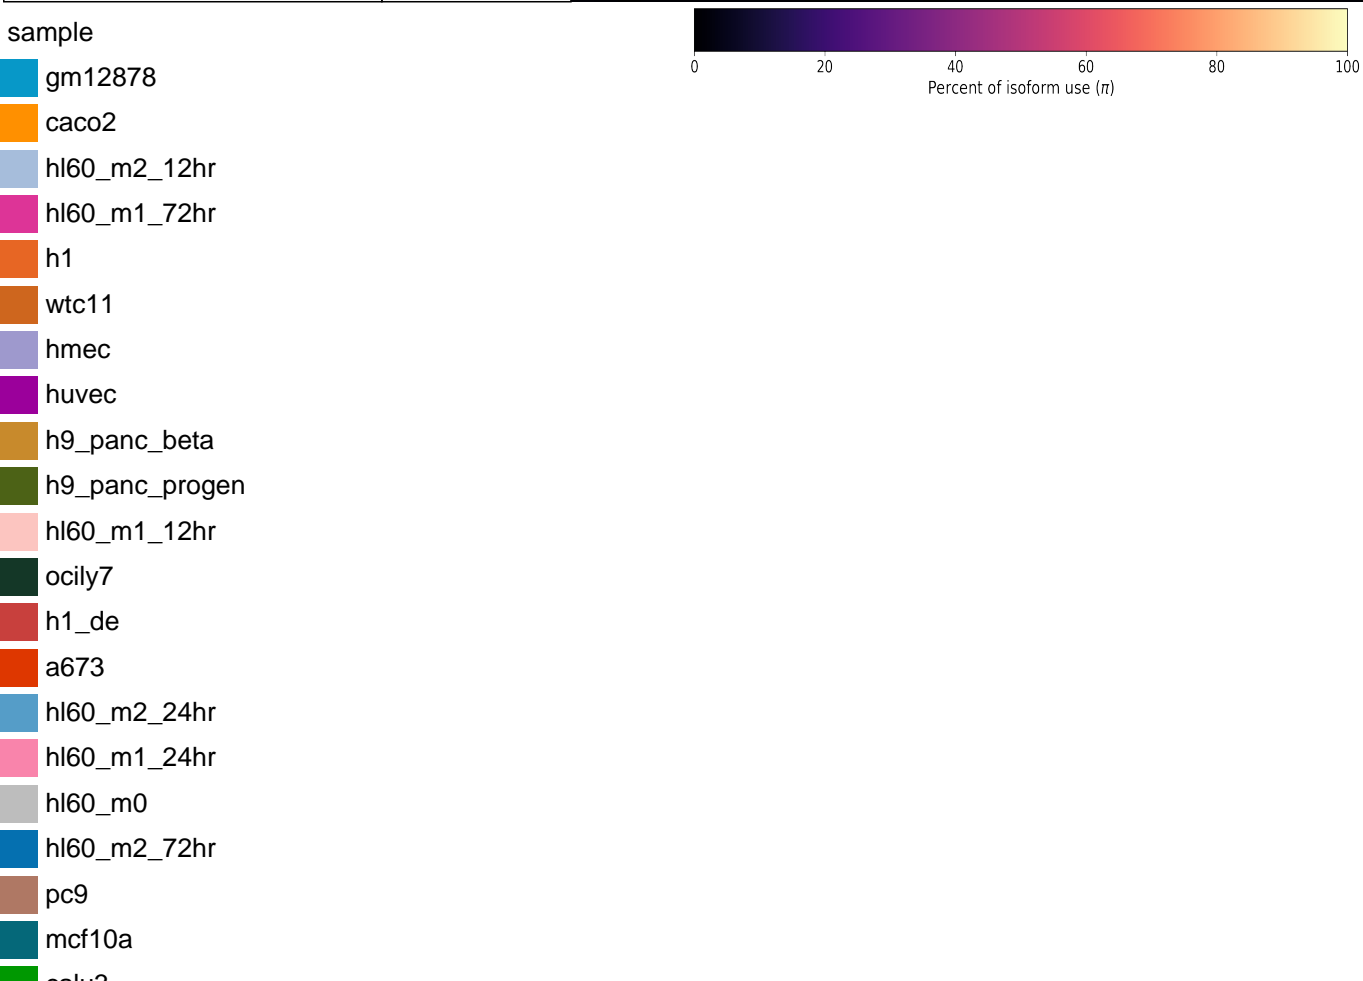 sample
gm12878
caco2
hl60_m2_12hr
hl60_m1_72hr
h1
wtc11
hmec
huvec
h9_panc_beta
h9_panc_progen
hl60_m1_12hr
ocily7
h1_de
a673
hl60_m2_24hr
hl60_m1_24hr
hl60_m0
hl60_m2_72hr
pc9
mcf10a
0 20 40 60 80 100
Percent of isoform use (π)